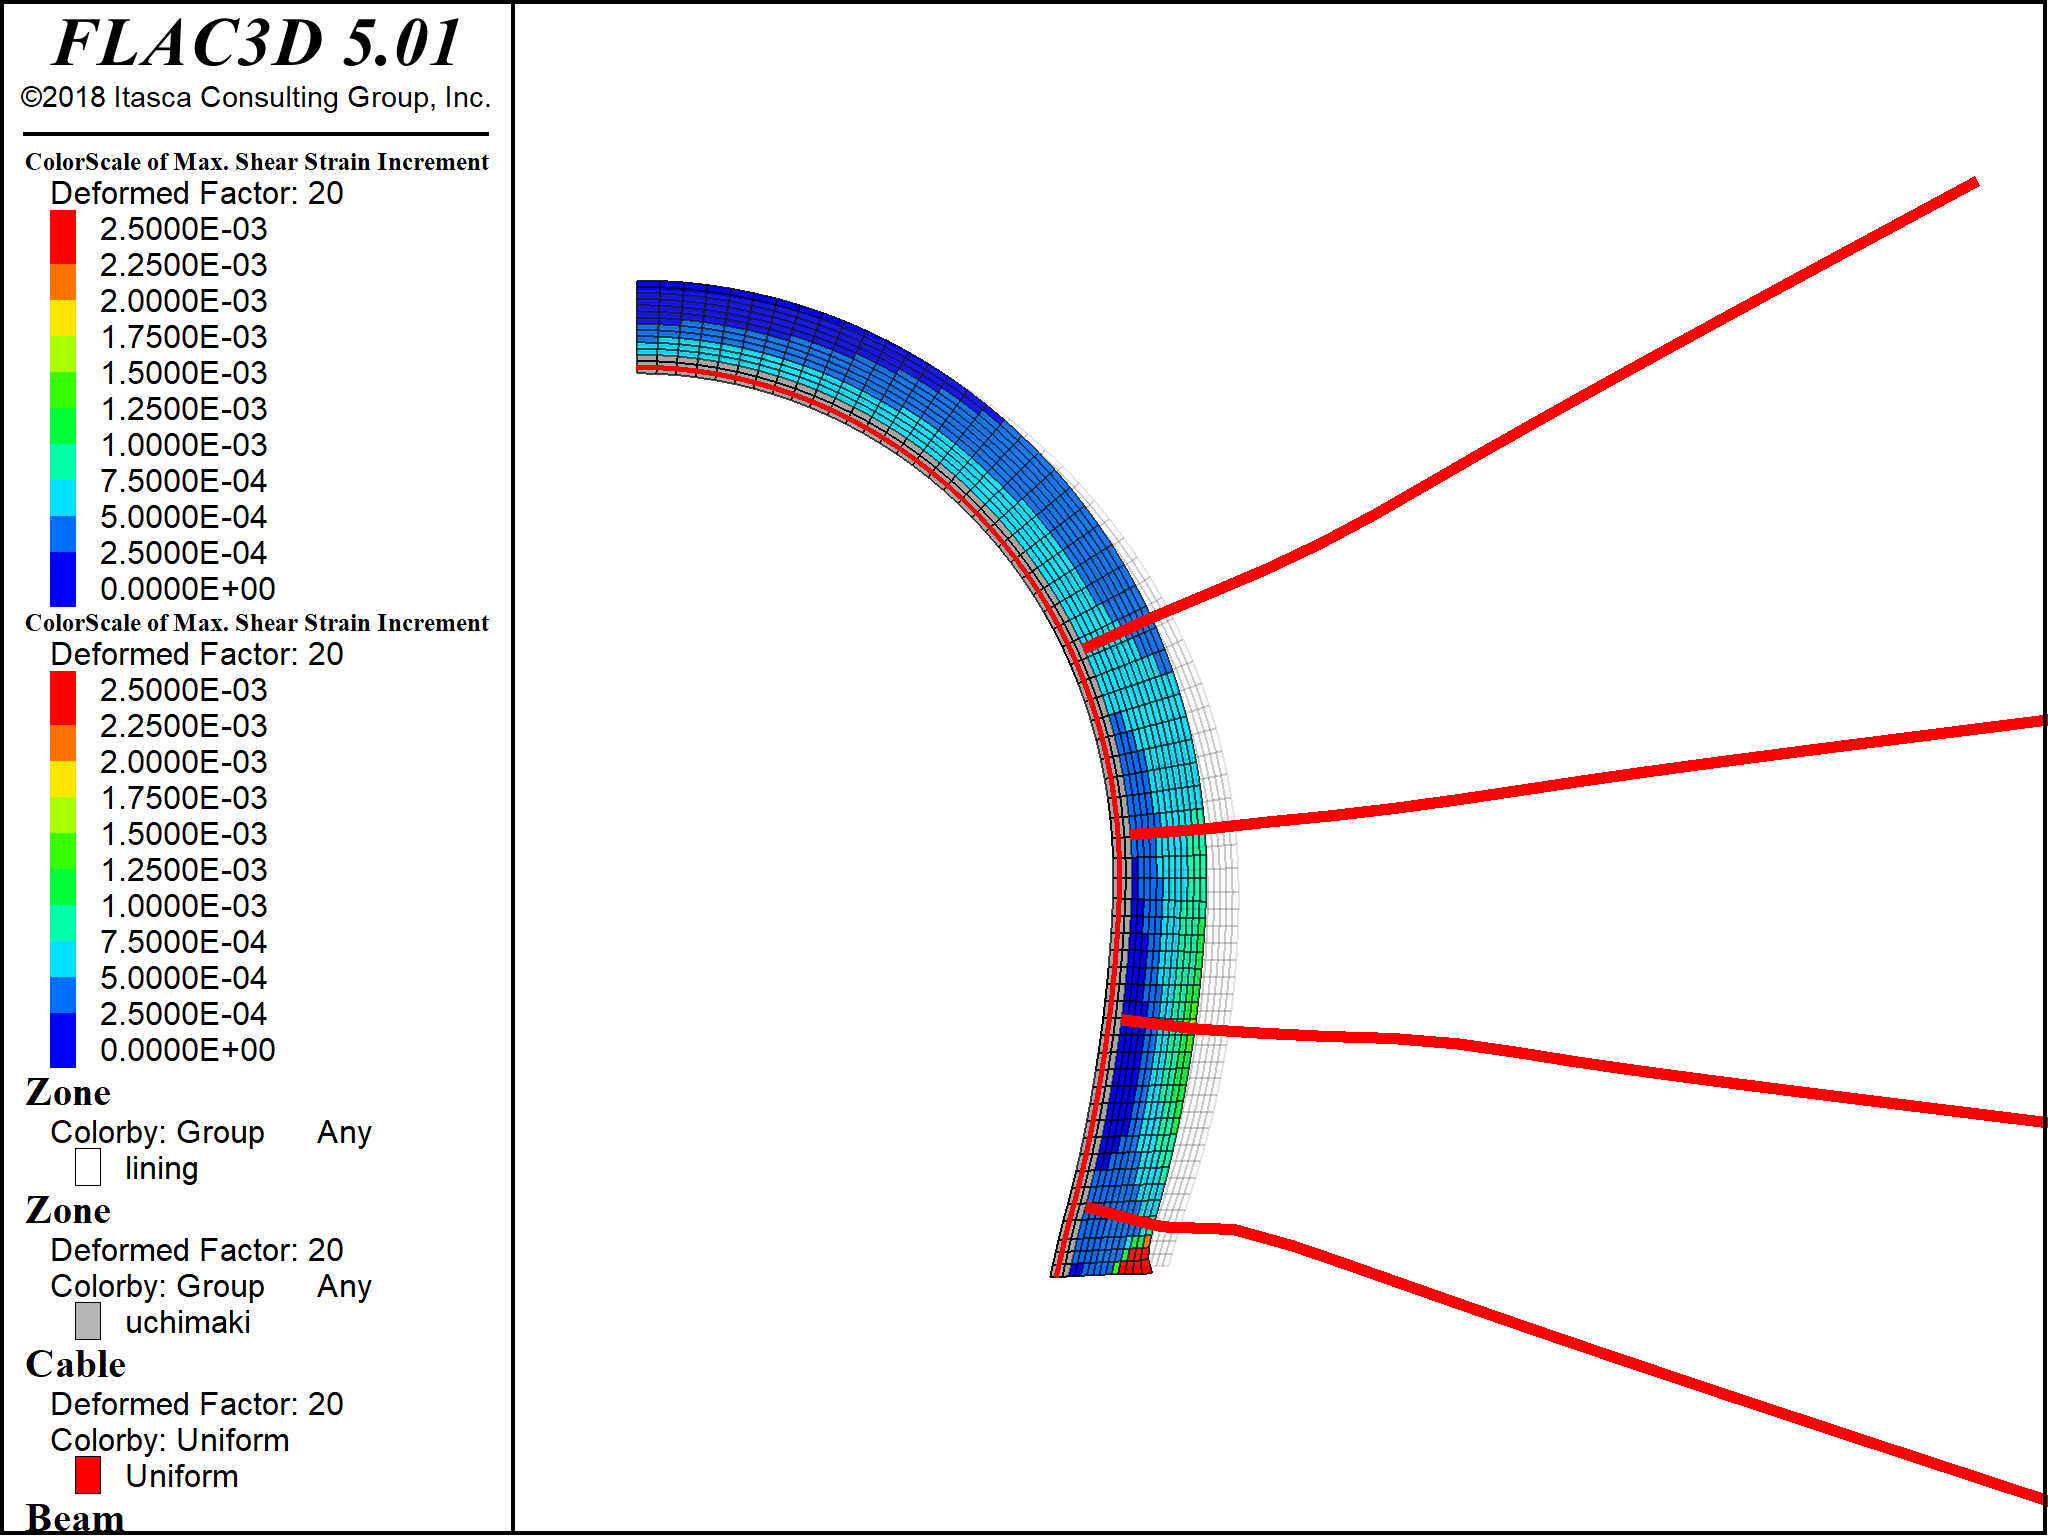 FLAC3D 5.01
©2018 Itasca Consulting Group, Inc.
ColorScale of Max. Shear Strain Increment
Deformed Factor: 20
2.5000E-03
2.2500E-03
2.0000E-03
1.7500E-03
1.5000E-03
1.2500E-03
1.0000E-03
7.5000E-04
5.0000E-04
2.5000E-04
0.0000E+00
ColorScale of Max. Shear Strain Increment
Deformed Factor: 20
2.5000E-03
2.2500E-03
2.0000E-03
1.7500E-03
1.5000E-03
1.2500E-03
1.0000E-03
7.5000E-04
5.0000E-04
2.5000E-04
0.0000E+00
Zone
Colorby: Group Any
lining
Zone
Deformed Factor: 20
Colorby: Group Any
uchimaki
Cable
Deformed Factor: 20
Colorby: Uniform
Uniform
Beam